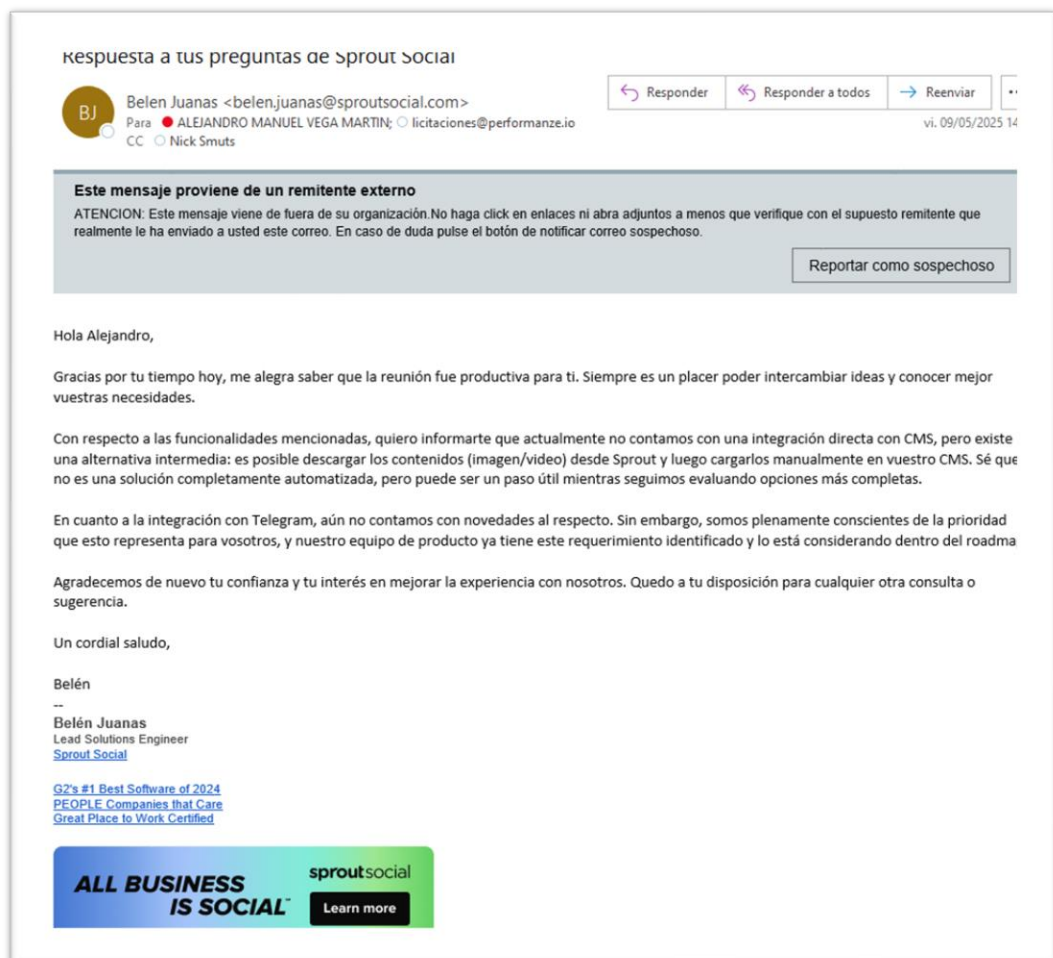 Respuesta a tus preguntas de Sprout Social
BJ
Belen Juanas <belen.juanas@sproutsocial.com>
Para ALEJANDRO MANUEL VEGA MARTIN; licitaciones@performanze.io
CC Nick Smuts
Responder
Responder a todos
Reenviar
vi. 09/05/2025 14
Este mensaje proviene de un remitente externo
ATENCION: Este mensaje viene de fuera de su organización.No haga click en enlaces ni abra adjuntos a menos que verifique con el supuesto remitente que
realmente le ha enviado a usted este correo. En caso de duda pulse el botón de notificar correo sospechoso.
Reportar como sospechoso
Hola Alejandro,
Gracias por tu tiempo hoy, me alegra saber que la reunión fue productiva para ti. Siempre es un placer poder intercambiar ideas y conocer mejor
vuestras necesidades.
Con respecto a las funcionalidades mencionadas, quiero informarte que actualmente no contamos con una integración directa con CMS, pero existe
una alternativa intermedia: es posible descargar los contenidos (imagen/video) desde Sprout y luego cargarlos manualmente en vuestro CMS. Sé que
no es una solución completamente automatizada, pero puede ser un paso útil mientras seguimos evaluando opciones más completas.
En cuanto a la integración con Telegram, aún no contamos con novedades al respecto. Sin embargo, somos plenamente conscientes de la prioridad
que esto representa para vosotros, y nuestro equipo de producto ya tiene este requerimiento identificado y lo está considerando dentro del roadma
Agradecemos de nuevo tu confianza y tu interés en mejorar la experiencia con nosotros. Quedo a tu disposición para cualquier otra consulta o
sugerencia.
Un cordial saludo,
Belén
--
Belén Juanas
Lead Solutions Engineer
Sprout Social
G2's #1 Best Software of 2024
PEOPLE Companies that Care
Great Place to Work Certified
ALL BUSINESS
IS SOCIAL™
sproutsocial
Learn more